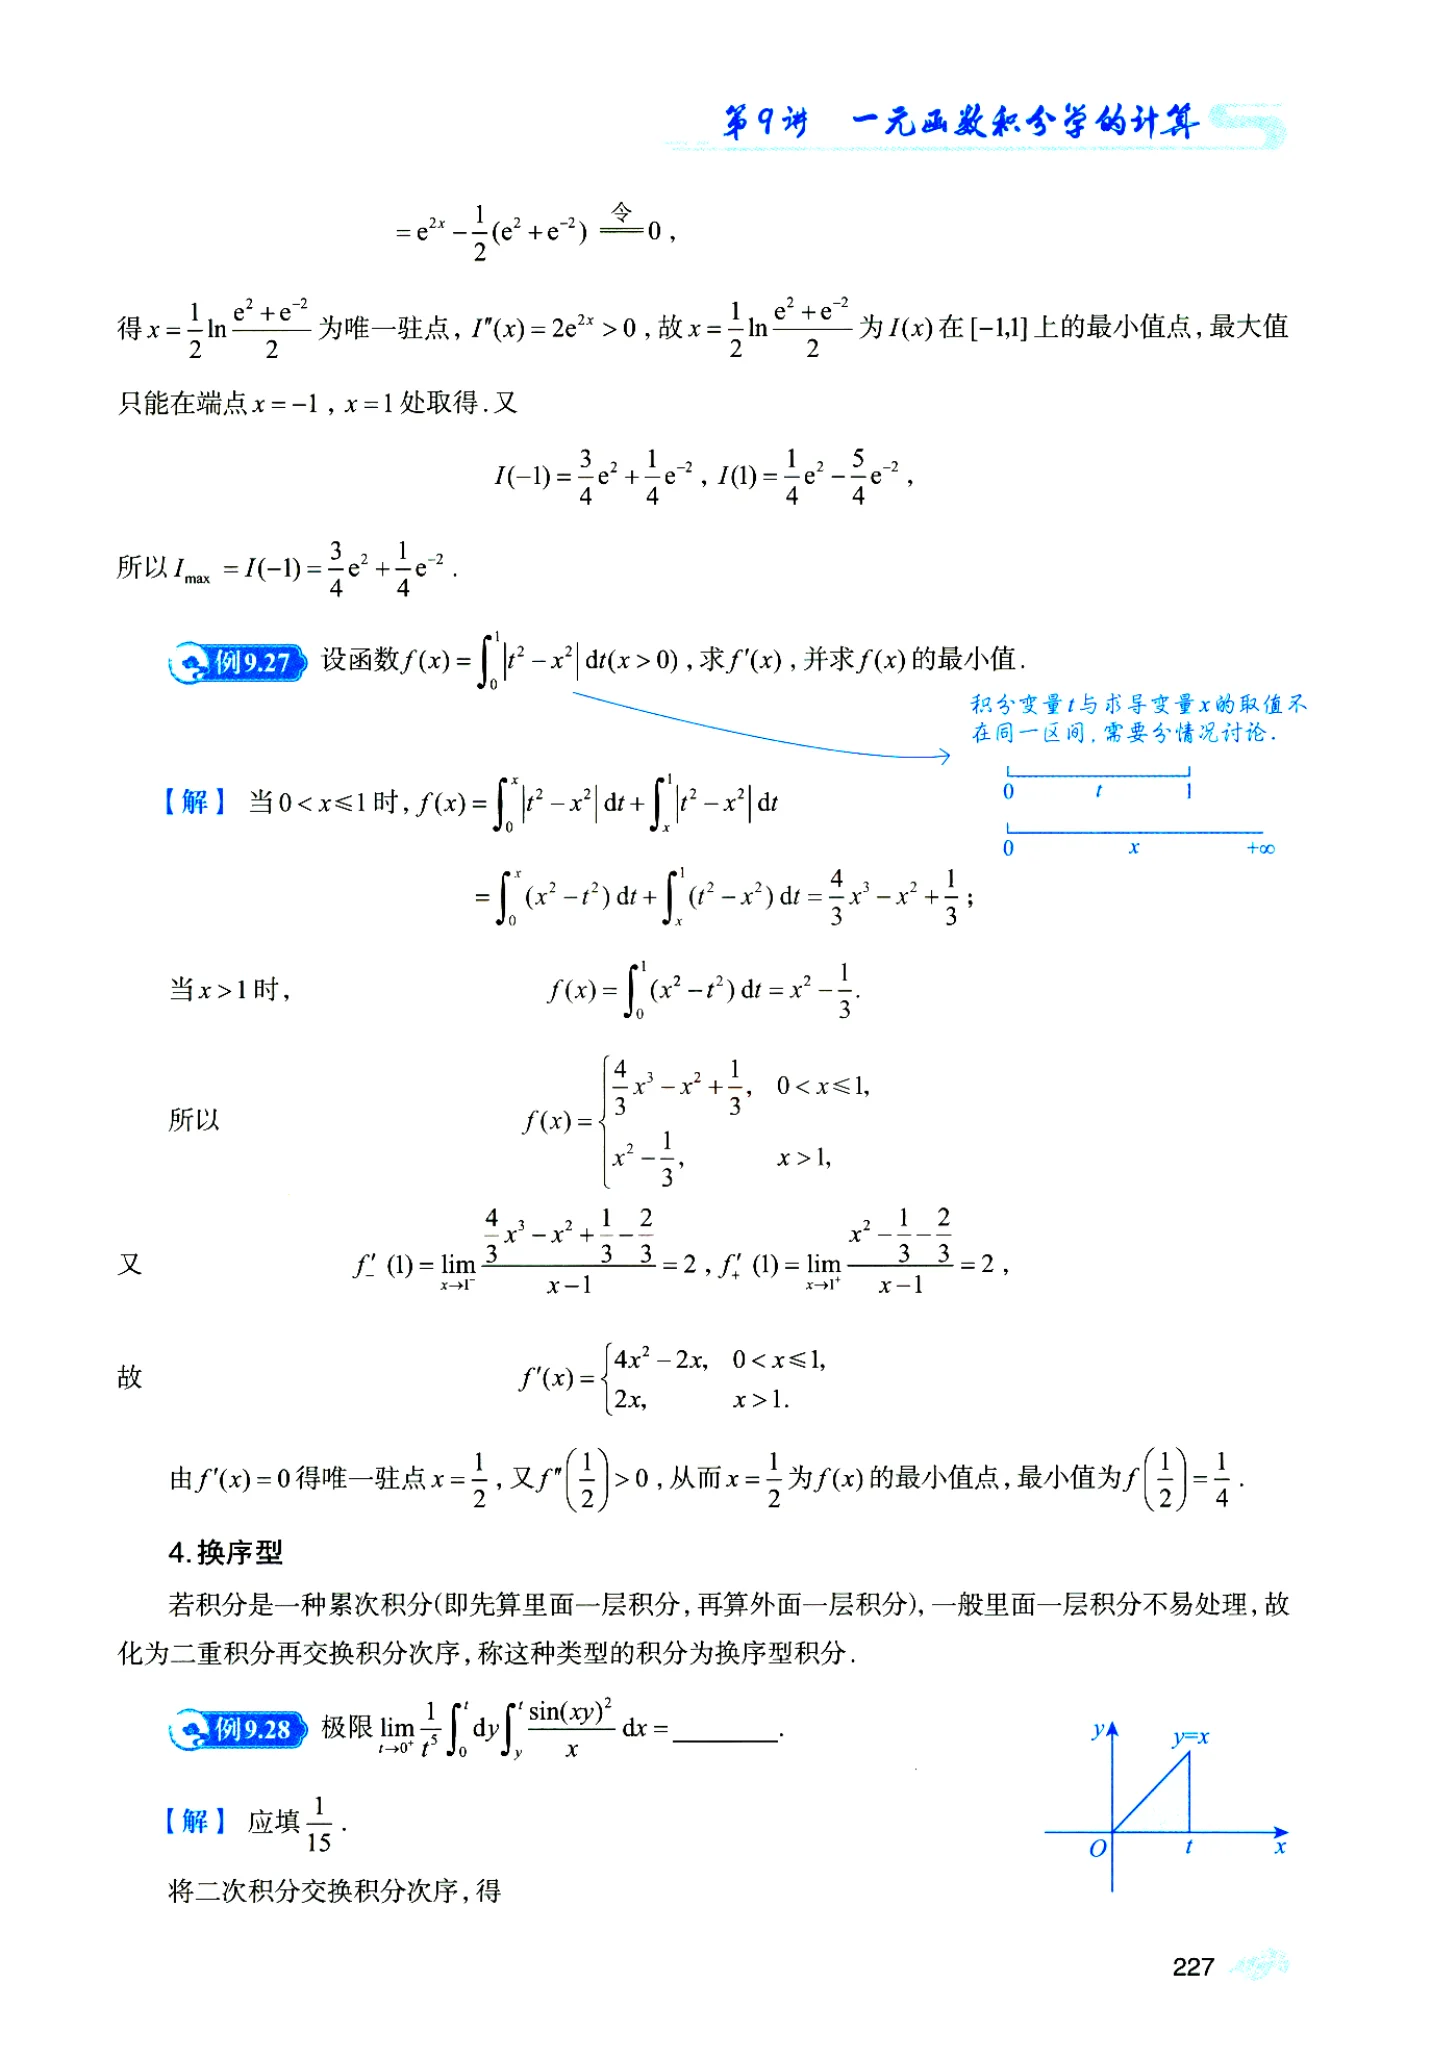 第9讲 一元函数积分学的计算
= e^{2x} - \frac{1}{2}(e^2 + e^{-2}) \xlongequal{令} 0 ,
得 x = \frac{1}{2} ln \frac{e^2 + e^{-2}}{2} 为唯一驻点, I″(x) = 2e^{2x} > 0 , 故 x = \frac{1}{2} ln \frac{e^2 + e^{-2}}{2} 为 I(x) 在 [−1,1] 上的最小值点, 最大值
只能在端点 x = −1 , x = 1 处取得. 又
I(−1) = \frac{3}{4}e^2 + \frac{1}{4}e^{-2} , I(1) = \frac{1}{4}e^2 − \frac{5}{4}e^{-2} ,
所以 I_{max} = I(−1) = \frac{3}{4}e^2 + \frac{1}{4}e^{-2} .
例9.27 设函数 f(x) = \int_0^1 |t^2 − x^2| dt (x > 0) , 求 f′(x) , 并求 f(x) 的最小值.
积分变量t与求导变量x的取值不
在同一区间,需要分情况讨论.
0 t 1
0 x +∞
【解】 当 0 < x ⩽ 1 时, f(x) = \int_0^x |t^2 − x^2| dt + \int_x^1 |t^2 − x^2| dt
= \int_0^x (x^2 − t^2) dt + \int_x^1 (t^2 − x^2) dt = \frac{4}{3}x^3 − x^2 + \frac{1}{3} ;
当 x > 1 时, f(x) = \int_0^1 (x^2 − t^2) dt = x^2 − \frac{1}{3}.
所以 f(x) = \begin{cases} \frac{4}{3}x^3 − x^2 + \frac{1}{3}, & 0 < x ⩽ 1, \\ x^2 − \frac{1}{3}, & x > 1, \end{cases}
又 f′_−(1) = \lim_{x→1^−} \frac{\frac{4}{3}x^3 − x^2 + \frac{1}{3} − \frac{2}{3}}{x − 1} = 2 , f′_+(1) = \lim_{x→1^+} \frac{x^2 − \frac{1}{3} − \frac{2}{3}}{x − 1} = 2 ,
故 f′(x) = \begin{cases} 4x^2 − 2x, & 0 < x ⩽ 1, \\ 2x, & x > 1. \end{cases}
由 f′(x) = 0 得唯一驻点 x = \frac{1}{2} , 又 f″(\frac{1}{2}) > 0 , 从而 x = \frac{1}{2} 为 f(x) 的最小值点, 最小值为 f(\frac{1}{2}) = \frac{1}{4} .
4.换序型
若积分是一种累次积分(即先算里面一层积分,再算外面一层积分),一般里面一层积分不易处理,故
化为二重积分再交换积分次序,称这种类型的积分为换序型积分.
例9.28 极限 \lim_{t→0^+} \frac{1}{t^5} \int_0^t dy \int_y^t \frac{sin(xy)^2}{x} dx = ________.
y y=x
O t x
【解】 应填 \frac{1}{15} .
将二次积分交换积分次序,得
227